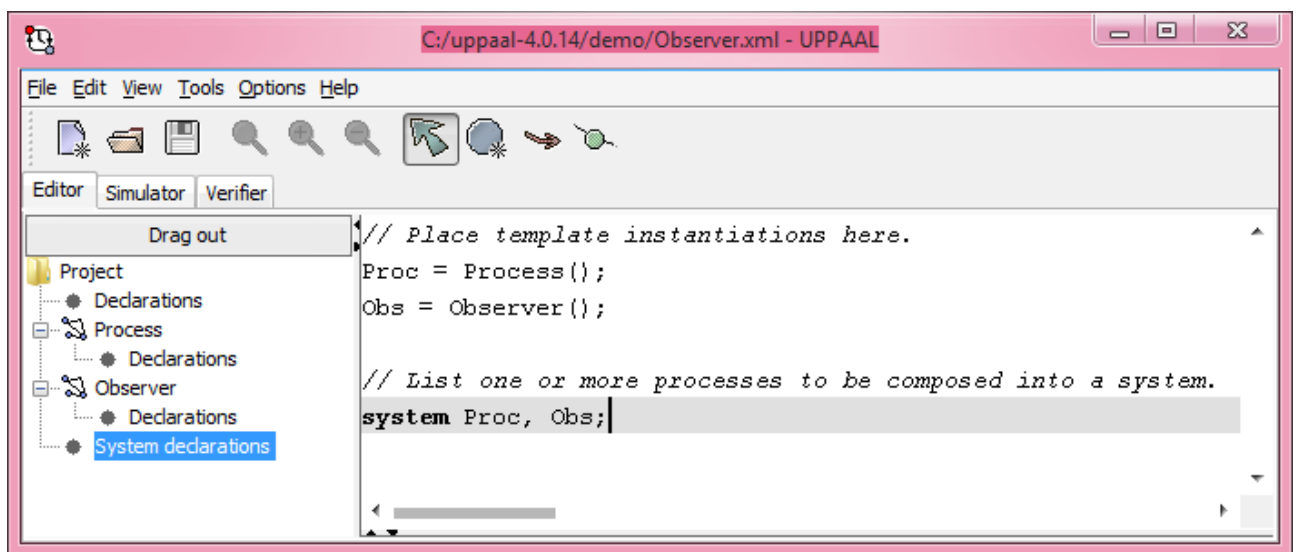 C:/uppaal-4.0.14/demo/Observer.xml - UPPAAL
File Edit View Tools Options Help
Editor Simulator Verifier
Drag out
Project
Declarations
Process
Declarations
Observer
Declarations
System declarations
// Place template instantiations here.
Proc = Process();
Obs = Observer();
// List one or more processes to be composed into a system.
system Proc, Obs;